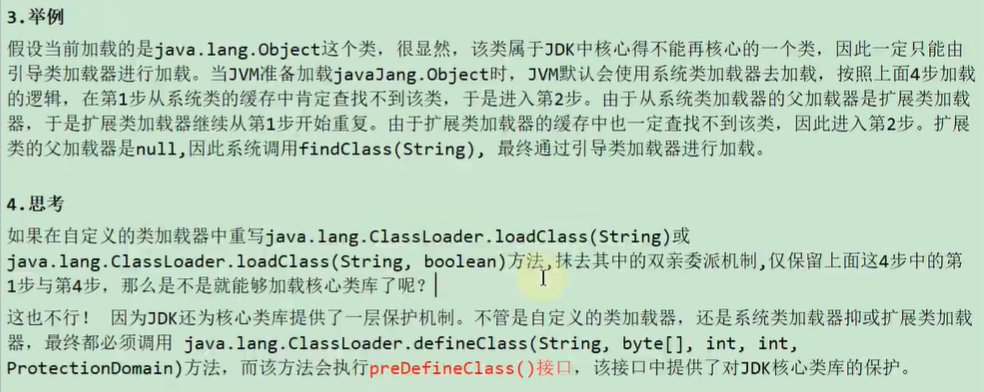 3.举例
假设当前加载的是java.lang.Object这个类，很显然，该类属于JDK中核心得不能再核心的一个类，因此一定只能由
引导类加载器进行加载。当JVM准备加载javaJang.Object时，JVM默认会使用系统类加载器去加载，按照上面4步加载
的逻辑，在第1步从系统类的缓存中肯定查找不到该类，于是进入第2步。由于从系统类加载器的父加载器是扩展类加载
器，于是扩展类加载器继续从第1步开始重复。由于扩展类加载器的缓存中也一定查找不到该类，因此进入第2步。扩展
类的父加载器是null,因此系统调用findClass(String)，最终通过引导类加载器进行加载。
4.思考
如果在自定义的类加载器中重写java.lang.ClassLoader.loadClass(String)或
java.lang.ClassLoader.loadClass(String, boolean)方法,抹去其中的双亲委派机制,仅保留上面这4步中的第
1步与第4步，那么是不是就能够加载核心类库了呢？
这也不行！ 因为JDK还为核心类库提供了一层保护机制。不管是自定义的类加载器，还是系统类加载器抑或扩展类加载
器，最终都必须调用 java.lang.ClassLoader.defineClass(String, byte[], int, int,
ProtectionDomain)方法，而该方法会执行preDefineClass()接口，该接口中提供了对JDK核心类库的保护。